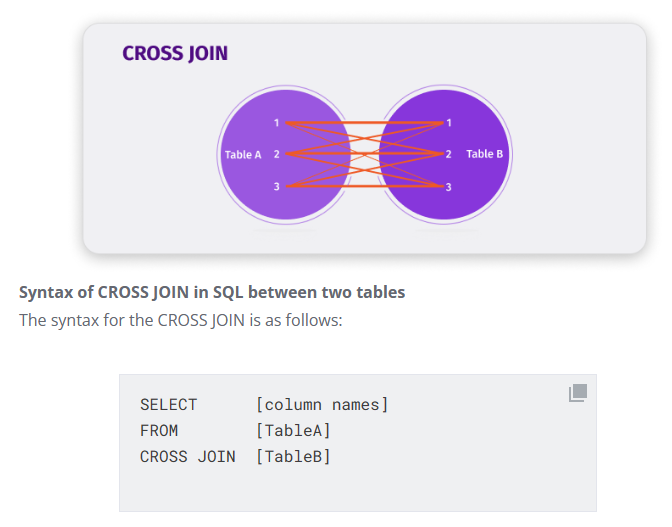 CROSS JOIN
1 1
Table A 2 2 Table B
3 3
Syntax of CROSS JOIN in SQL between two tables
The syntax for the CROSS JOIN is as follows:
SELECT [column names]
FROM [TableA]
CROSS JOIN [TableB]